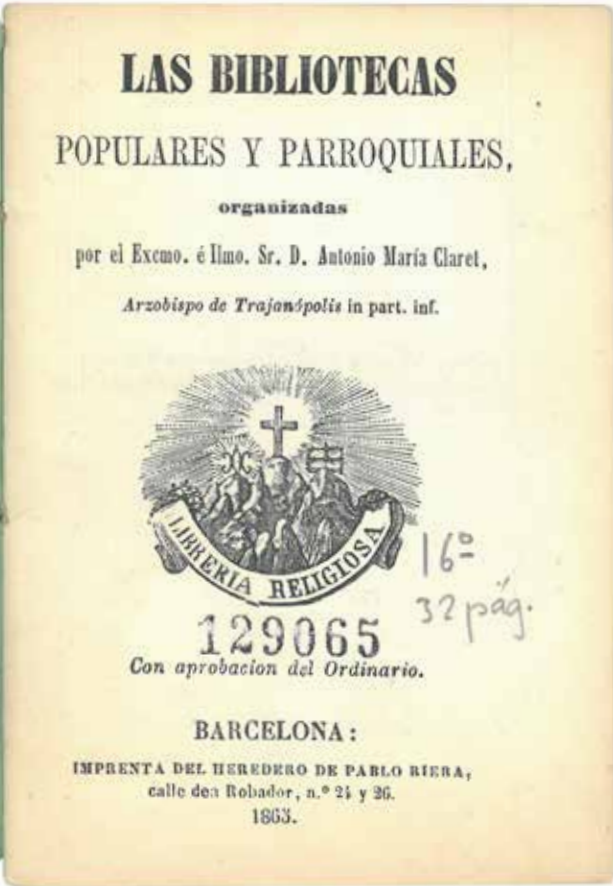 LAS BIBLIOTECAS
POPULARES Y PARROQUIALES,
organizadas
por el Excmo. é Ilmo. Sr. D. Antonio María Claret,
Arzobispo de Trajanópolis in part. inf.
LIBRERIA RELIGIOSA
16º
32 pág.
129065
Con aprobacion del Ordinario.
BARCELONA:
IMPRENTA DEL HEREDERO DE PABLO RIERA,
calle den Robador, n.º 24 y 26.